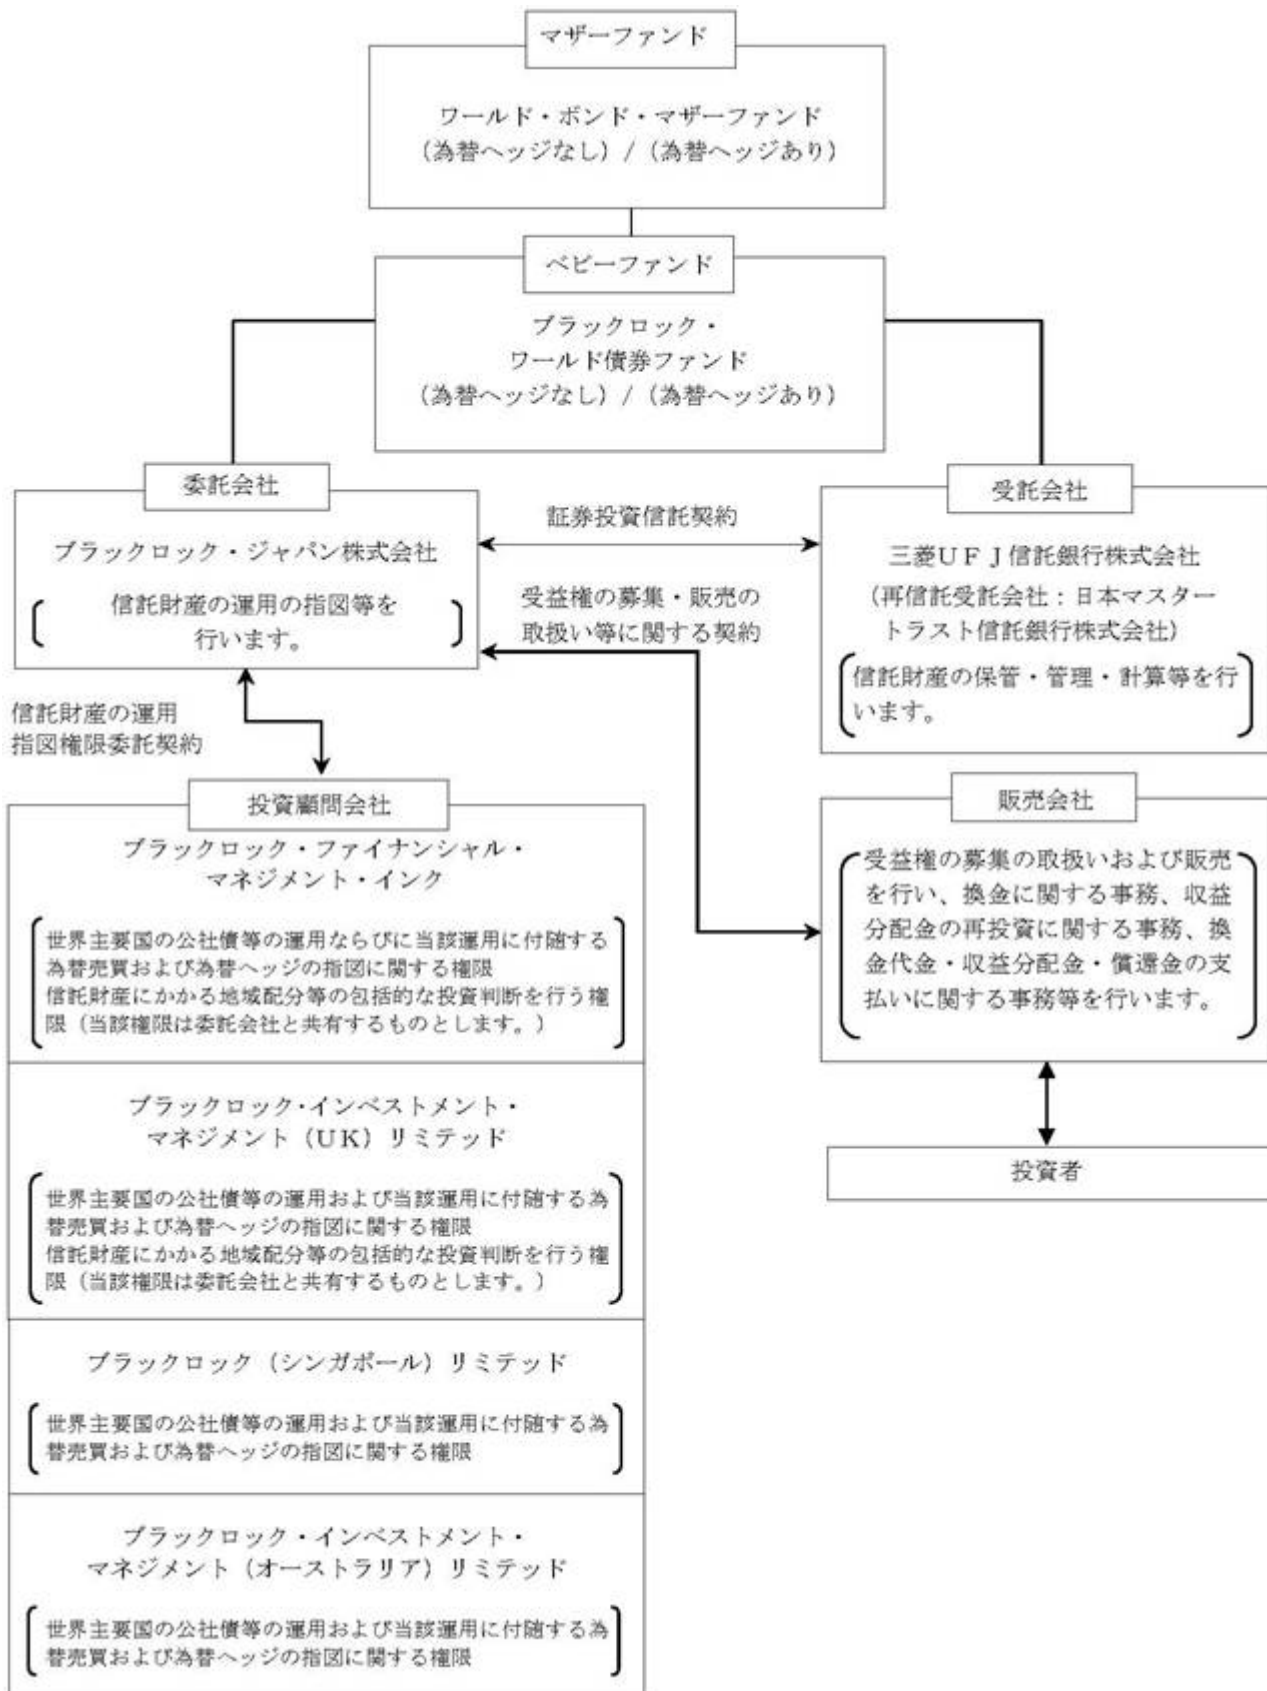 マザーファンド
ワールド・ボンド・マザーファンド
（為替ヘッジなし）/（為替ヘッジあり）
ベビーファンド
ブラックロック・
ワールド債券ファンド
（為替ヘッジなし）/（為替ヘッジあり）
委託会社
ブラックロック・ジャパン株式会社
信託財産の運用の指図等を
行います。
証券投資信託契約
受益権の募集・販売の
取扱い等に関する契約
受託会社
三菱ＵＦＪ信託銀行株式会社
（再信託受託会社：日本マスター
トラスト信託銀行株式会社）
信託財産の保管・管理・計算等を行
います。
信託財産の運用
指図権限委託契約
投資顧問会社
ブラックロック・ファイナンシャル・
マネジメント・インク
世界主要国の公社債等の運用ならびに当該運用に付随する
為替売買および為替ヘッジの指図に関する権限
信託財産にかかる地域配分等の包括的な投資判断を行う権
限（当該権限は委託会社と共有するものとします。）
ブラックロック・インベストメント・
マネジメント（ＵＫ）リミテッド
世界主要国の公社債等の運用および当該運用に付随する為
替売買および為替ヘッジの指図に関する権限
信託財産にかかる地域配分等の包括的な投資判断を行う権
限（当該権限は委託会社と共有するものとします。）
ブラックロック（シンガポール）リミテッド
世界主要国の公社債等の運用および当該運用に付随する為
替売買および為替ヘッジの指図に関する権限
ブラックロック・インベストメント・
マネジメント（オーストラリア）リミテッド
世界主要国の公社債等の運用および当該運用に付随する為
替売買および為替ヘッジの指図に関する権限
販売会社
受益権の募集の取扱いおよび販売
を行い、換金に関する事務、収益
分配金の再投資に関する事務、換
金代金・収益分配金・償還金の支
払いに関する事務等を行います。
投資者